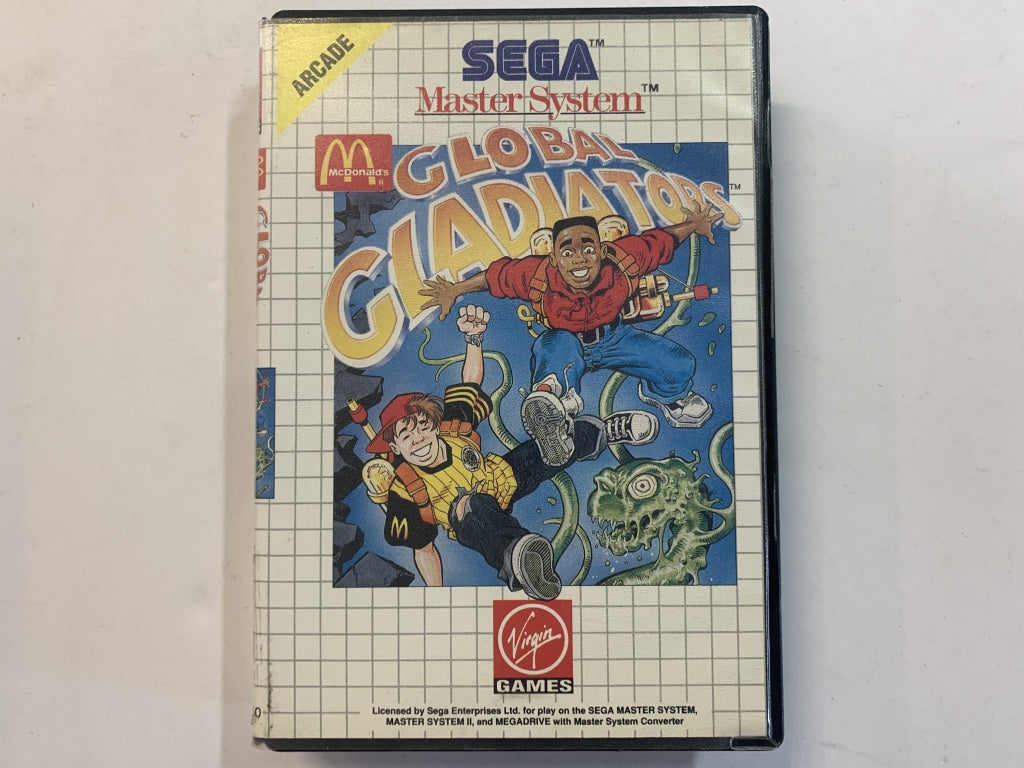 ARCADE
SEGA™
Master System™
McDonald's
R
GLOBAL
GLADIATORS™
Virgin
GAMES
Licensed by Sega Enterprises Ltd. for play on the SEGA MASTER SYSTEM,
MASTER SYSTEM II, and MEGADRIVE with Master System Converter